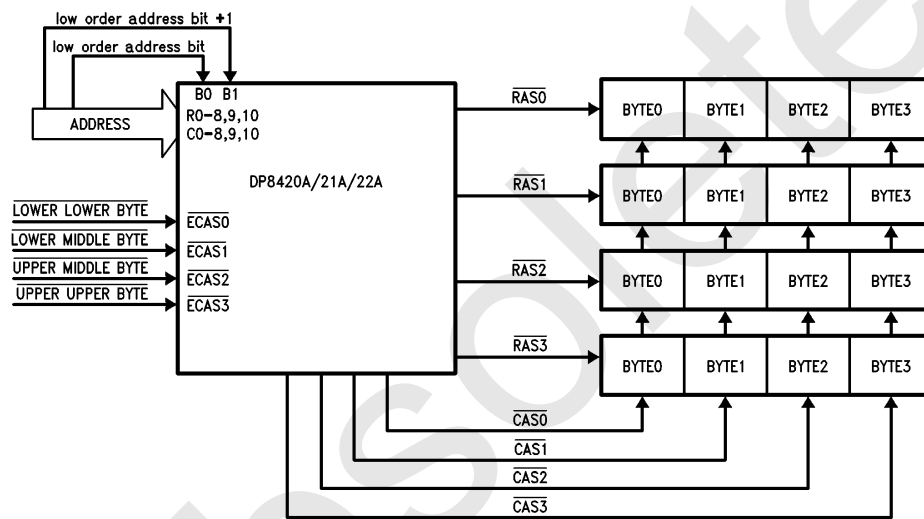 low order address bit +1
low order address bit
B0 B1
R0-8,9,10
C0-8,9,10
ADDRESS
DP8420A/21A/22A
LOWER LOWER BYTE
LOWER MIDDLE BYTE
UPPER MIDDLE BYTE
UPPER UPPER BYTE
ECAS0
ECAS1
ECAS2
ECAS3
RAS0
RAS1
RAS2
RAS3
BYTE0 BYTE1 BYTE2 BYTE3
BYTE0 BYTE1 BYTE2 BYTE3
BYTE0 BYTE1 BYTE2 BYTE3
BYTE0 BYTE1 BYTE2 BYTE3
CAS0
CAS1
CAS2
CAS3
obsolete